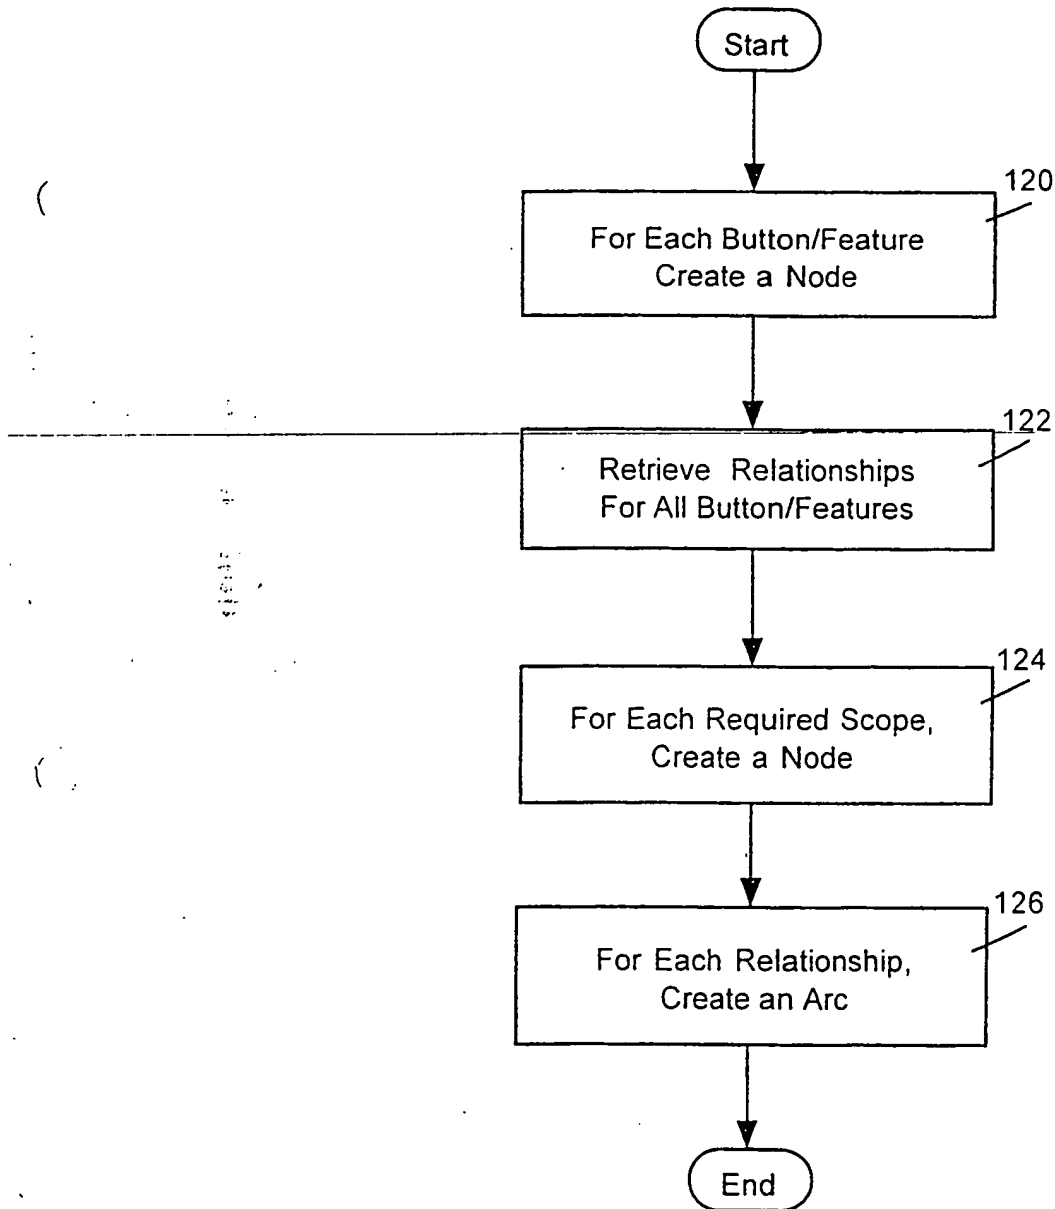 Start
120
For Each Button/Feature
Create a Node
122
Retrieve Relationships
For All Button/Features
124
For Each Required Scope,
Create a Node
126
For Each Relationship,
Create an Arc
End